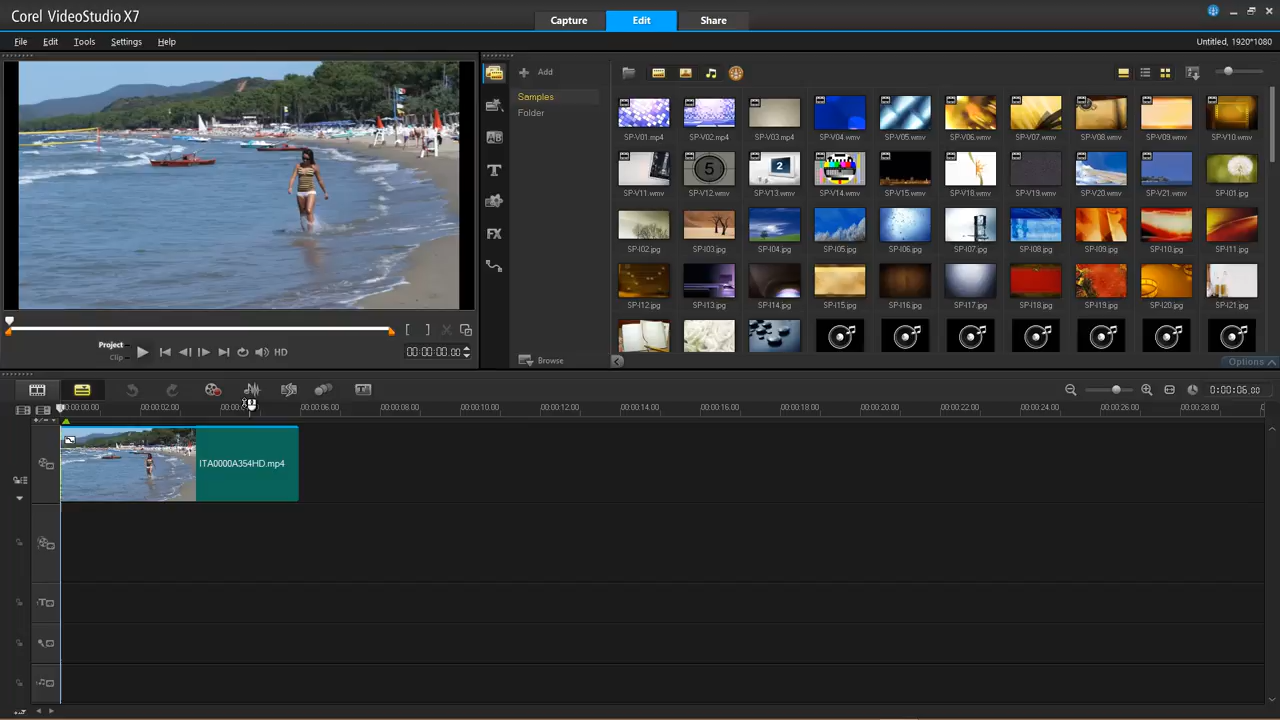 Corel VideoStudio X7
Capture
Edit
Share
File
Edit
Tools
Settings
Help
Untitled, 1920*1080
Add
Samples
Folder
Browse
Options
SP-V01.mp4
SP-V02.mp4
SP-V03.mp4
SP-V04.wmv
SP-V05.wmv
SP-V06.wmv
SP-V07.wmv
SP-V08.wmv
SP-V09.wmv
SP-V10.wmv
SP-V11.wmv
SP-V12.wmv
SP-V13.wmv
SP-V14.wmv
SP-V15.wmv
SP-V18.wmv
SP-V19.wmv
SP-V20.wmv
SP-V21.wmv
SP-I01.jpg
SP-I02.jpg
SP-I03.jpg
SP-I04.jpg
SP-I05.jpg
SP-I06.jpg
SP-I07.jpg
SP-I08.jpg
SP-I09.jpg
SP-I10.jpg
SP-I11.jpg
SP-I12.jpg
SP-I13.jpg
SP-I14.jpg
SP-I15.jpg
SP-I16.jpg
SP-I17.jpg
SP-I18.jpg
SP-I19.jpg
SP-I20.jpg
SP-I21.jpg
Project
Clip
HD
00:00:00.00
0:00:06.00
00:00:02.00
00:00:06.00
00:00:08.00
00:00:10.00
00:00:12.00
00:00:14.00
00:00:16.00
00:00:18.00
00:00:20.00
00:00:22.00
00:00:24.00
00:00:26.00
00:00:28.00
ITA0000A354HD.mp4